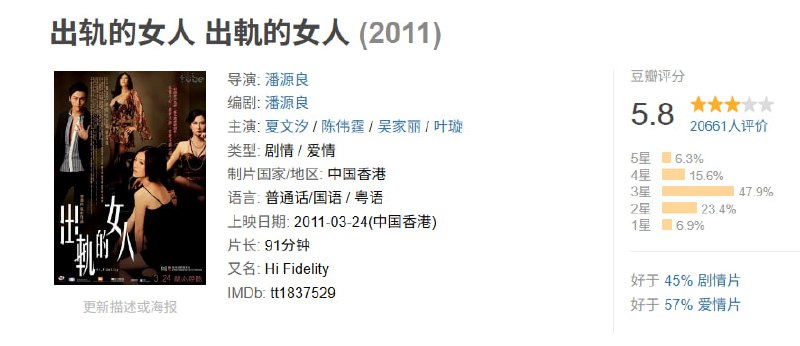 出轨的女人 出軌的女人 (2011)
tube
出軌的女人
Hi, Fidelity
更新描述或海报
导演: 潘源良
编剧: 潘源良
主演: 夏文汐 / 陈伟霆 / 吴家丽 / 叶璇
类型: 剧情 / 爱情
制片国家/地区: 中国香港
语言: 普通话/国语 / 粤语
上映日期: 2011-03-24(中国香港)
片长: 91分钟
又名: Hi Fidelity
IMDb: tt1837529
豆瓣评分
5.8
20661人评价
5星 6.3%
4星 15.6%
3星 47.9%
2星 23.4%
1星 6.9%
好于 45% 剧情片
好于 57% 爱情片